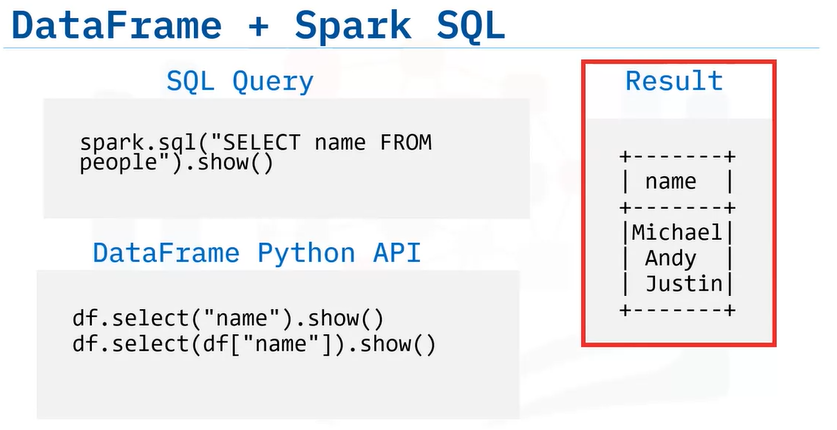 DataFrame + Spark SQL
SQL Query
spark.sql("SELECT name FROM
people").show()
DataFrame Python API
df.select("name").show()
df.select(df["name"]).show()
Result
+-------+
| name  |
+-------+
|Michael|
| Andy  |
| Justin|
+-------+